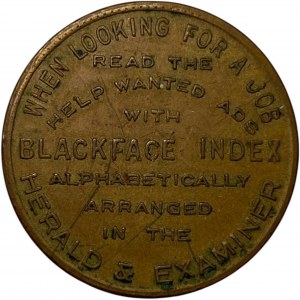 WHEN LOOKING FOR A JOB
READ THE
HELP WANTED ADS
WITH
BLACKFACE INDEX
ALPHABETICALLY
ARRANGED
IN THE
HERALD & EXAMINER